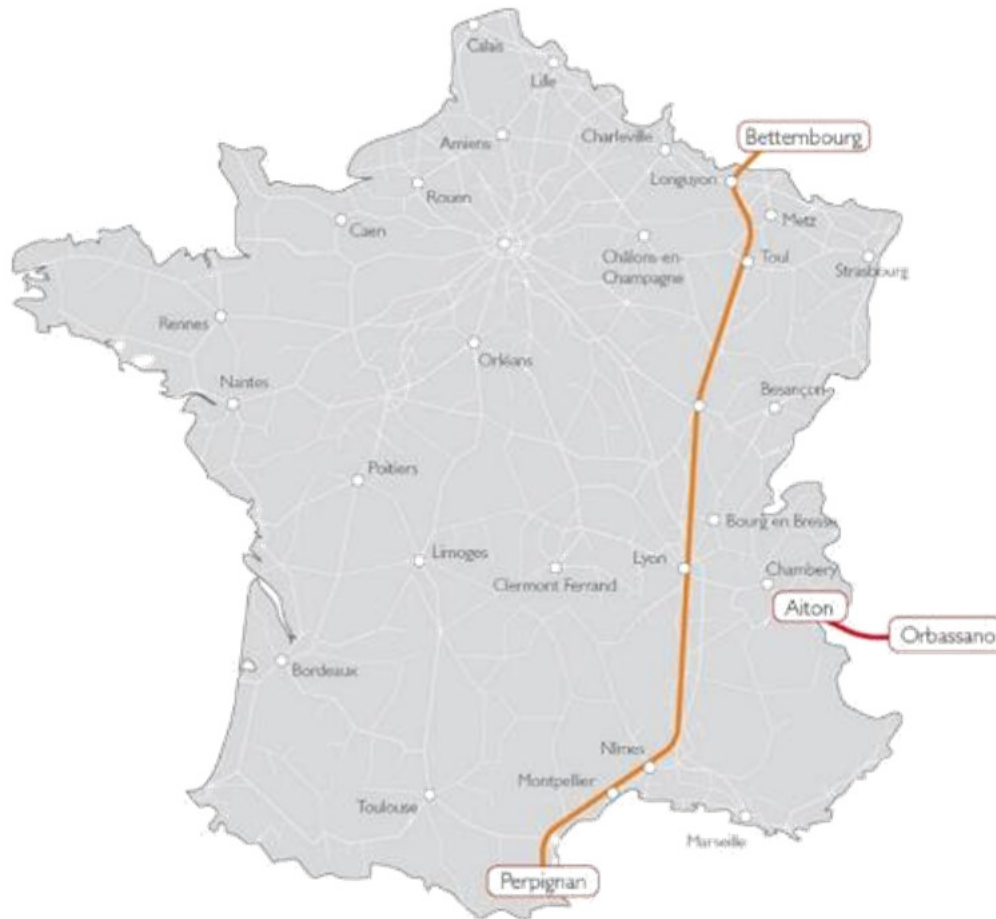 Calais
Lille
Amiens
Charleville
Bettembourg
Longuyon
Rouen
Metz
Caen
Châlons-en-
Champagne
Toul
Strasbourg
Rennes
Orléans
Nantes
Besançon
Poitiers
Bourg en Bresse
Limoges
Lyon
Clermont Ferrand
Chambery
Aiton
Orbassano
Bordeaux
Nîmes
Montpellier
Toulouse
Marseille
Perpignan